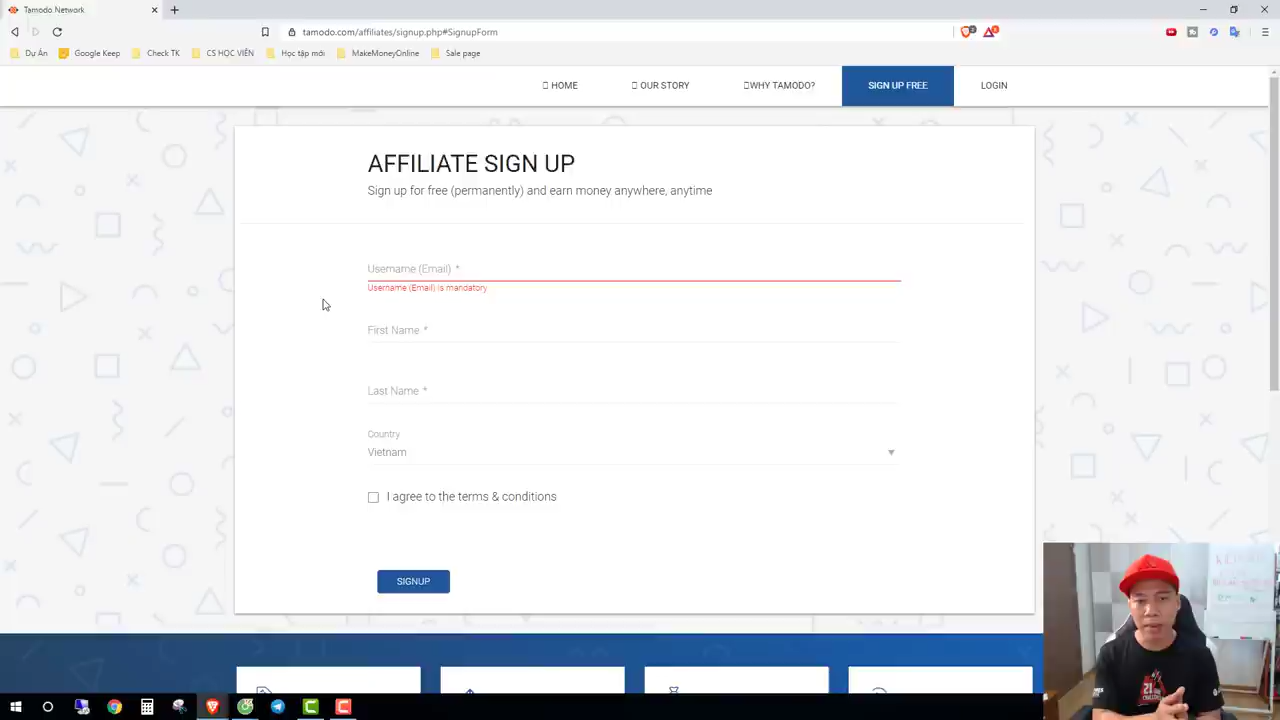 Tamodo.Network
tamodo.com/affiliates/signup.php#SignupForm
Dự Án
Google Keep
Check TK
CS HỌC VIÊN
Học tập mới
MakeMoneyOnline
Sale page
HOME
OUR STORY
WHY TAMODO?
SIGN UP FREE
LOGIN
AFFILIATE SIGN UP
Sign up for free (permanently) and earn money anywhere, anytime
Username (Email) *
Username (Email) is mandatory
First Name *
Last Name *
Country
Vietnam
I agree to the terms & conditions
SIGNUP
21